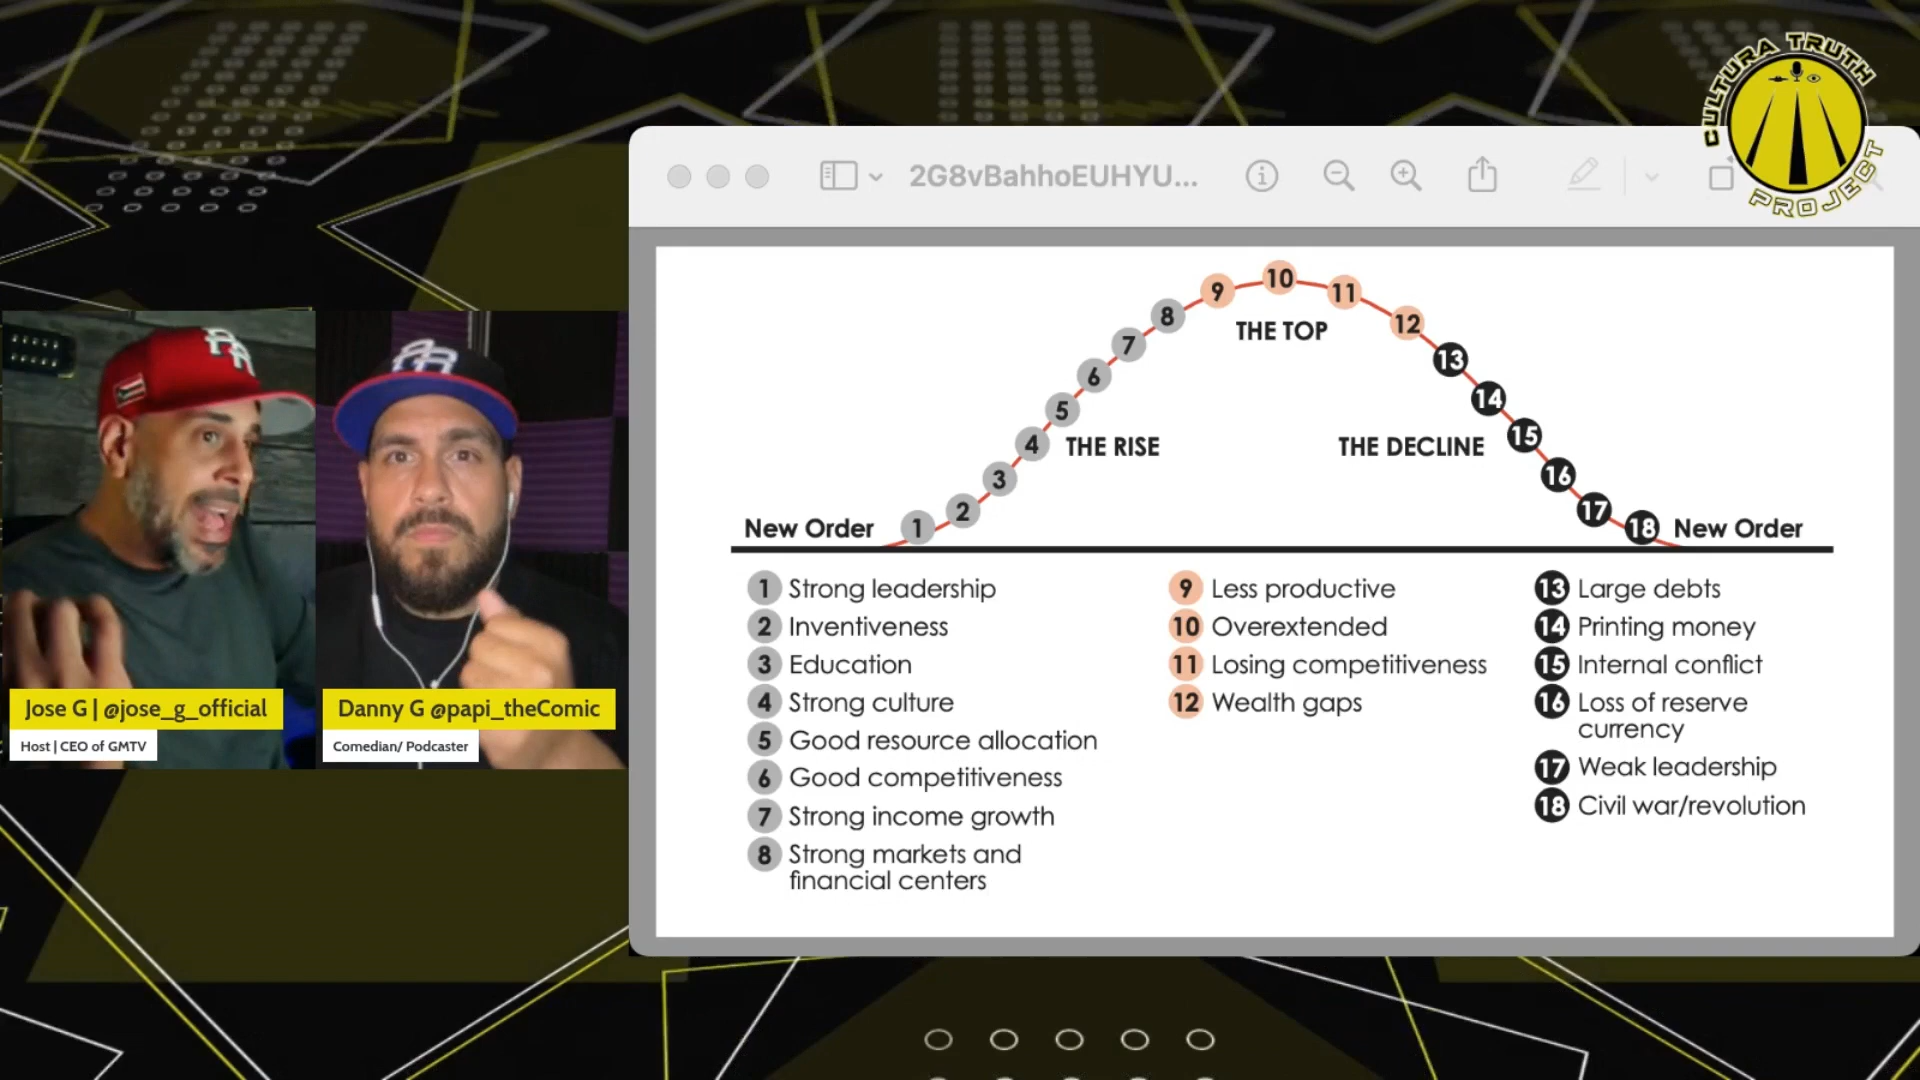 CULTURA TRUTH
PROJECT
2G8vBahhoEUHYU...
9 10 11
8 12
7 THE TOP 13
6 14
5 15
4 THE RISE THE DECLINE
3 16
2 17
New Order 1 18 New Order
1 Strong leadership
2 Inventiveness
3 Education
4 Strong culture
5 Good resource allocation
6 Good competitiveness
7 Strong income growth
8 Strong markets and
financial centers
9 Less productive
10 Overextended
11 Losing competitiveness
12 Wealth gaps
13 Large debts
14 Printing money
15 Internal conflict
16 Loss of reserve
currency
17 Weak leadership
18 Civil war/revolution
Jose G | @jose_g_official
Host | CEO of GMTV
Danny G @papi_theComic
Comedian/ Podcaster